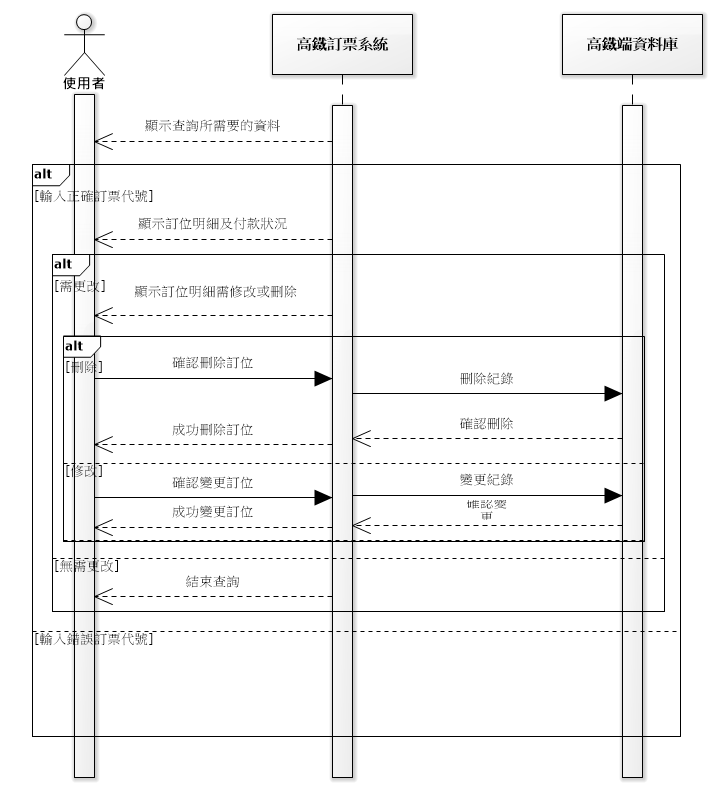 使用者
高鐵訂票系統
高鐵端資料庫
顯示查詢所需要的資料
alt
[輸入正確訂票代號]
顯示訂位明細及付款狀況
alt
[需更改]
顯示訂位明細需修改或刪除
alt
[刪除]
確認刪除訂位
刪除紀錄
確認刪除
成功刪除訂位
[修改]
確認變更訂位
變更紀錄
確認變
更
成功變更訂位
[無需更改]
結束查詢
[輸入錯誤訂票代號]